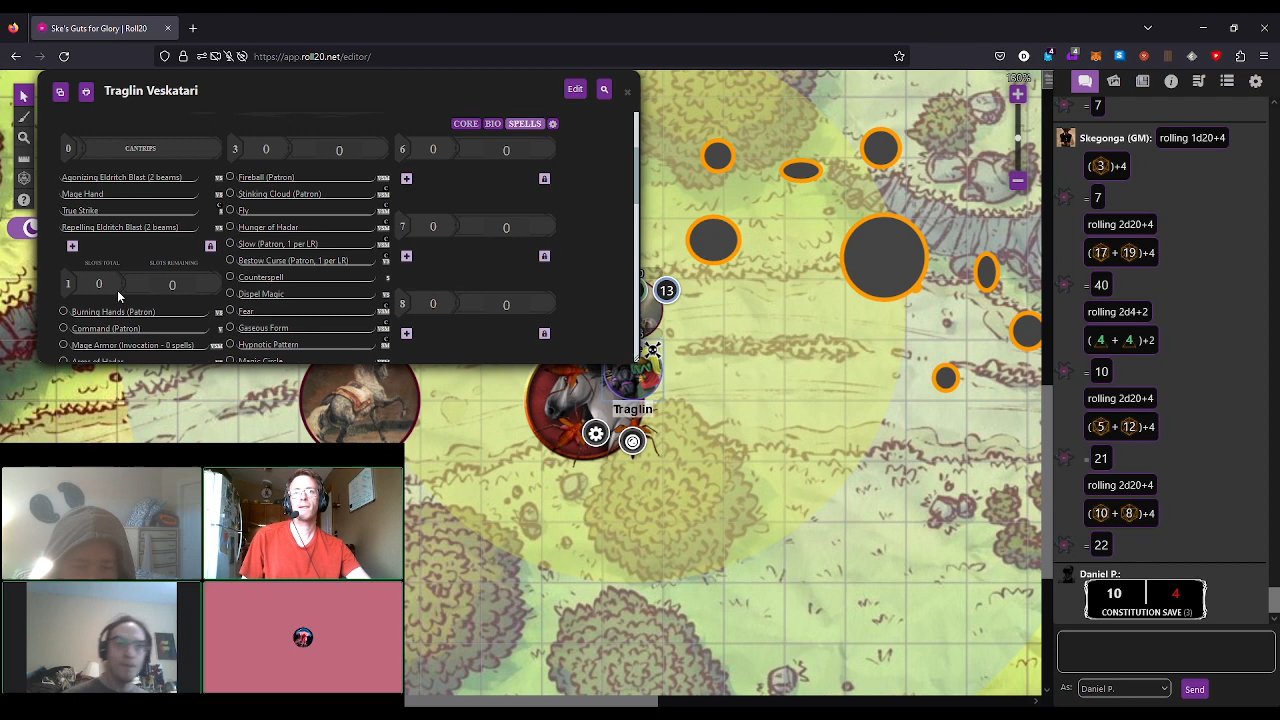 Ske's Guts for Glory | Roll20
https://app.roll20.net/editor/
Traglin Veskatari
Edit
CORE BIO SPELLS
0 CANTRIPS
Agonizing Eldritch Blast (2 beams)
Mage Hand
True Strike
Repelling Eldritch Blast (2 beams)
SLOTS TOTAL SLOTS REMAINING
1 0 0
Burning Hands (Patron)
Command (Patron)
Mage Armor (Invocation - 0 spells)
Arms of Hadar
3 0 0
Fireball (Patron)
Stinking Cloud (Patron)
Fly
Hunger of Hadar
Slow (Patron, 1 per LR)
Bestow Curse (Patron, 1 per LR)
Counterspell
Dispel Magic
Fear
Gaseous Form
Hypnotic Pattern
Magic Circle
6 0 0
7 0 0
8 0 0
130%
13
Traglin
= 7
Skegonga (GM): rolling 1d20+4
(3)+4
= 7
rolling 2d20+4
(17 + 19)+4
= 40
rolling 2d4+2
(4 + 4)+2
= 10
rolling 2d20+4
(5 + 12)+4
= 21
rolling 2d20+4
(10 + 8)+4
= 22
Daniel P.:
10 4
CONSTITUTION SAVE (3)
As: Daniel P. Send